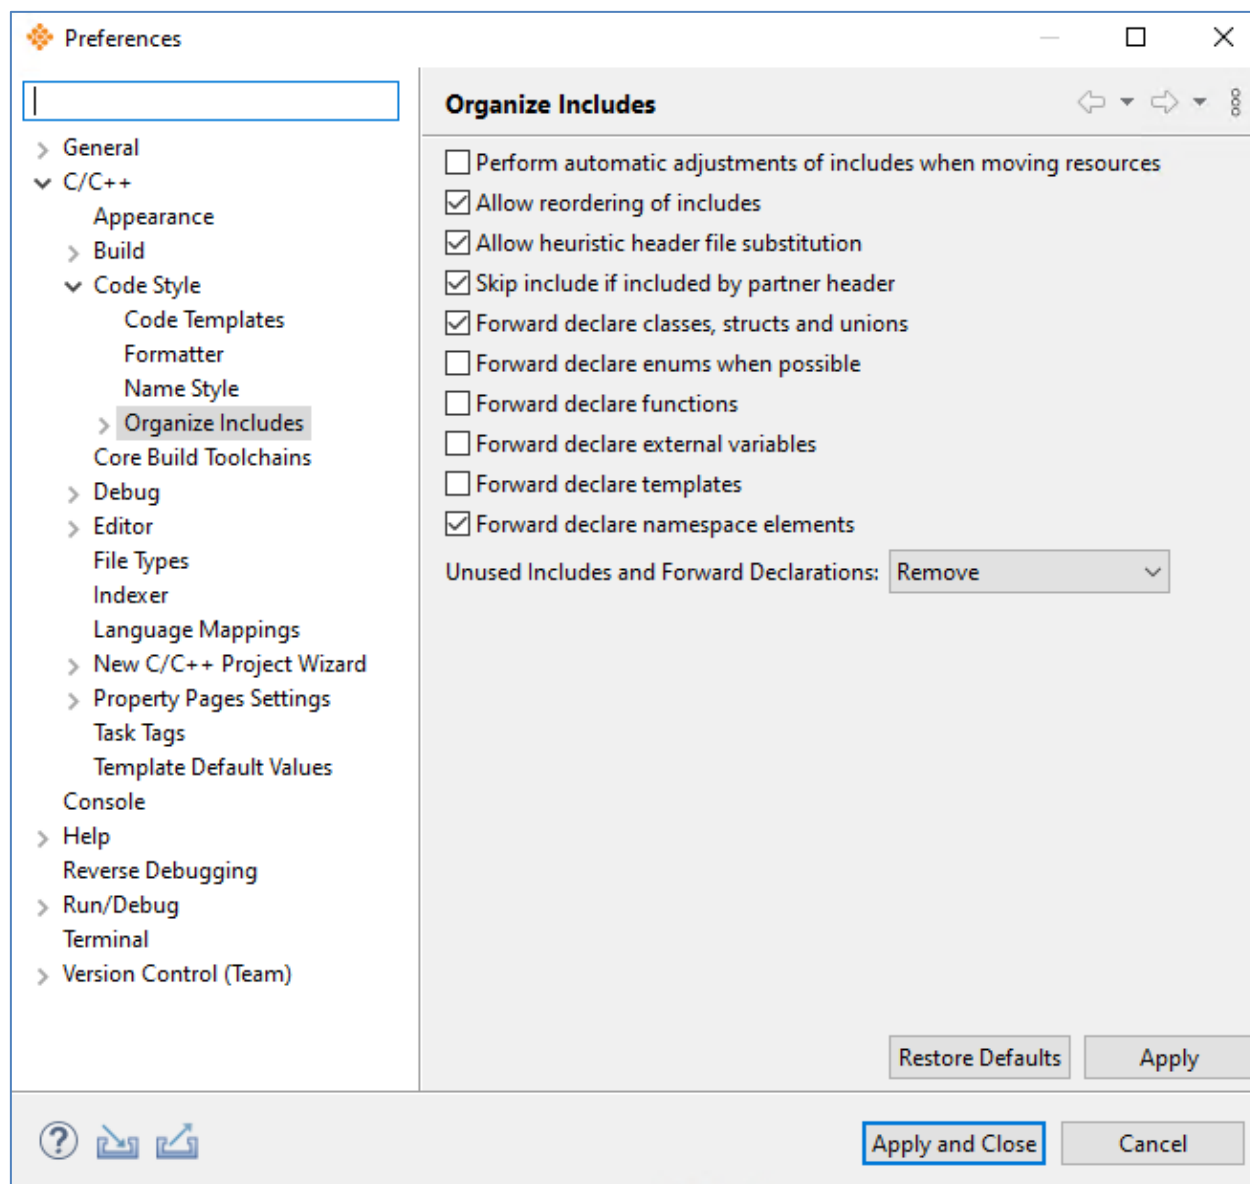 Preferences
Organize Includes
General
C/C++
Appearance
Build
Code Style
Code Templates
Formatter
Name Style
Organize Includes
Core Build Toolchains
Debug
Editor
File Types
Indexer
Language Mappings
New C/C++ Project Wizard
Property Pages Settings
Task Tags
Template Default Values
Console
Help
Reverse Debugging
Run/Debug
Terminal
Version Control (Team)
Perform automatic adjustments of includes when moving resources
Allow reordering of includes
Allow heuristic header file substitution
Skip include if included by partner header
Forward declare classes, structs and unions
Forward declare enums when possible
Forward declare functions
Forward declare external variables
Forward declare templates
Forward declare namespace elements
Unused Includes and Forward Declarations: Remove
Restore Defaults Apply
? Apply and Close Cancel